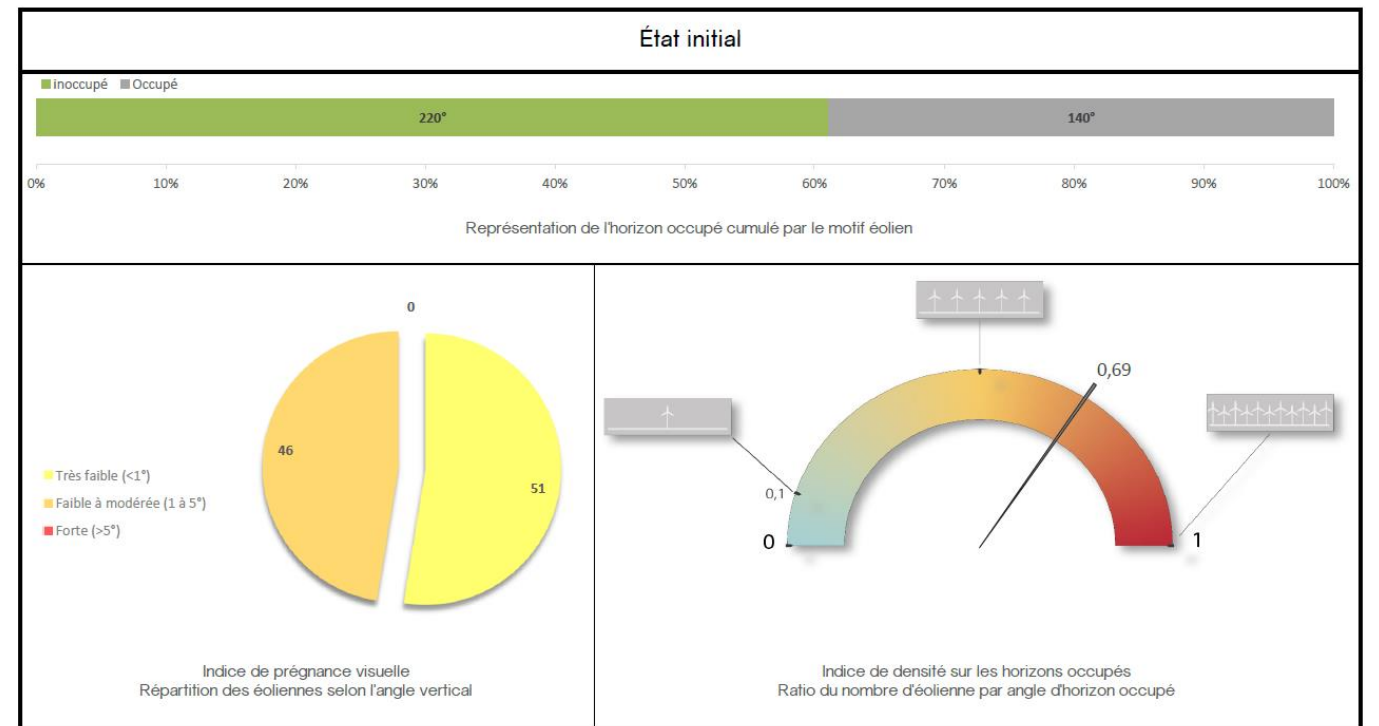 État initial
inoccupé Occupé
220° 140°
0% 10% 20% 30% 40% 50% 60% 70% 80% 90% 100%
Représentation de l'horizon occupé cumulé par le motif éolien
0
46
51
Très faible (<1°)
Faible à modérée (1 à 5°)
Forte (>5°)
Indice de prégnance visuelle
Répartition des éoliennes selon l'angle vertical
0,69
0,1
0
1
Indice de densité sur les horizons occupés
Ratio du nombre d'éolienne par angle d'horizon occupé